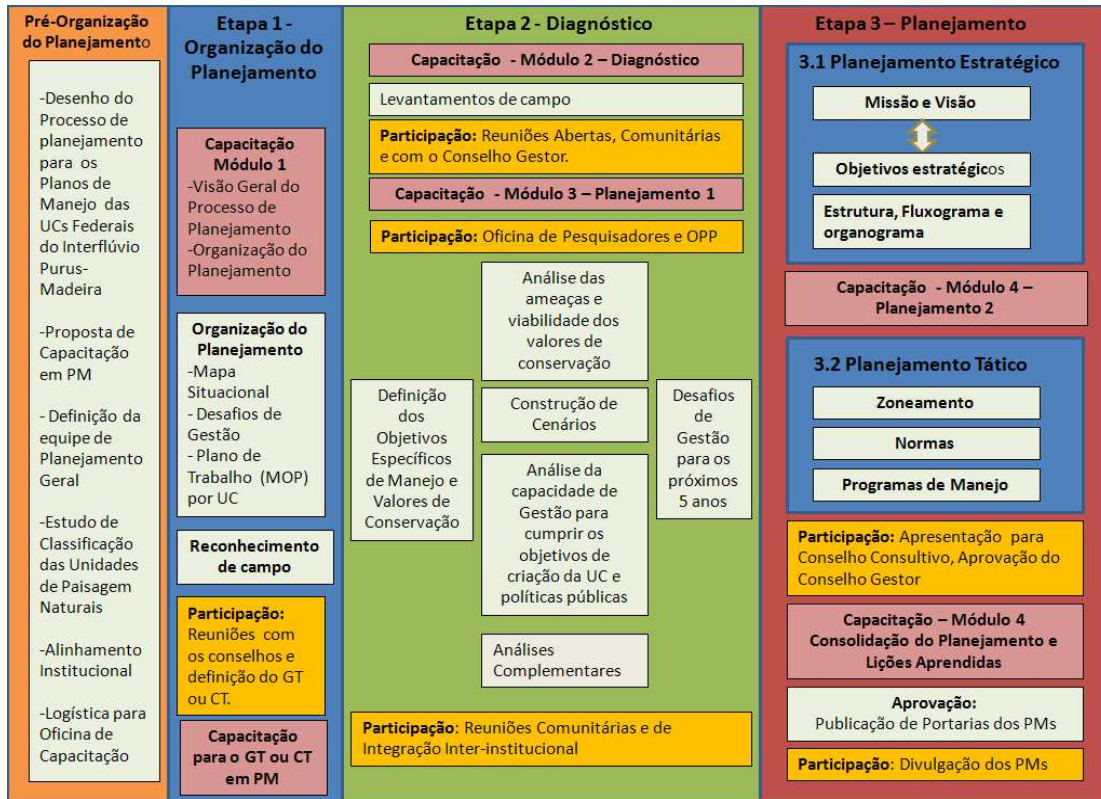 Pré-Organização
do Planejamento
-Desenho do
Processo de
planejamento
para os
Planos de
Manejo das
UCs Federais
do Interflúvio
Purus-
Madeira
-Proposta de
Capacitação
em PM
- Definição da
equipe de
Planejamento
Geral
-Estudo de
Classificação
das Unidades
de Paisagem
Naturais
-Alinhamento
Institucional
-Logística para
Oficina de
Capacitação
Etapa 1 -
Organização do
Planejamento
Capacitação
Módulo 1
-Visão Geral do
Processo de
Planejamento
-Organização do
Planejamento
Organização do
Planejamento
-Mapa
Situacional
- Desafios de
Gestão
- Plano de
Trabalho (MOP)
por UC
Reconhecimento
de campo
Participação:
Reuniões com
os conselhos e
definição do GT
ou CT.
Capacitação
para o GT ou CT
em PM
Etapa 2 - Diagnóstico
Capacitação - Módulo 2 – Diagnóstico
Levantamentos de campo
Participação: Reuniões Abertas, Comunitárias
e com o Conselho Gestor.
Capacitação - Módulo 3 – Planejamento 1
Participação: Oficina de Pesquisadores e OPP
Análise das
ameaças e
viabilidade dos
valores de
conservação
Definição
dos
Objetivos
Específicos
de Manejo e
Valores de
Conservação
Construção de
Cenários
Análise da
capacidade de
Gestão para
cumprir os
objetivos de
criação da UC e
políticas públicas
Desafios
de
Gestão
para os
próximos
5 anos
Análises
Complementares
Participação: Reuniões Comunitárias e de
Integração Inter-institucional
Etapa 3 – Planejamento
3.1 Planejamento Estratégico
Missão e Visão
Objetivos estratégicos
Estrutura, Fluxograma e
organograma
Capacitação - Módulo 4 –
Planejamento 2
3.2 Planejamento Tático
Zoneamento
Normas
Programas de Manejo
Participação: Apresentação para
Conselho Consultivo, Aprovação do
Conselho Gestor
Capacitação – Módulo 4
Consolidação do Planejamento e
Lições Aprendidas
Aprovação:
Publicação de Portarias dos PMs
Participação: Divulgação dos PMs